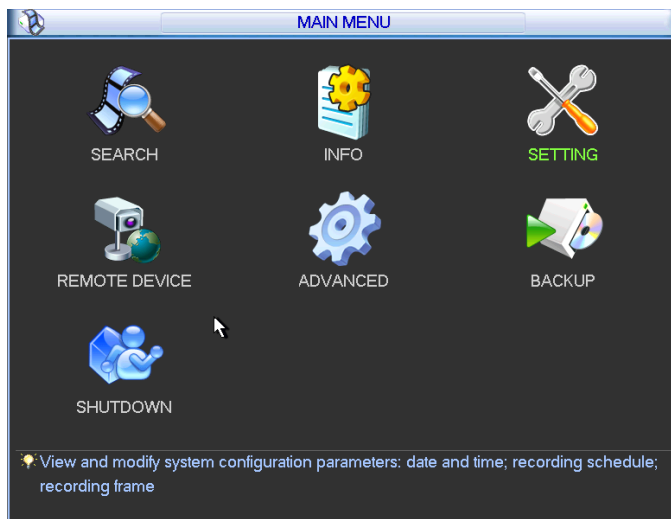 MAIN MENU
SEARCH
INFO
SETTING
REMOTE DEVICE
ADVANCED
BACKUP
SHUTDOWN
View and modify system configuration parameters: date and time; recording schedule;
recording frame